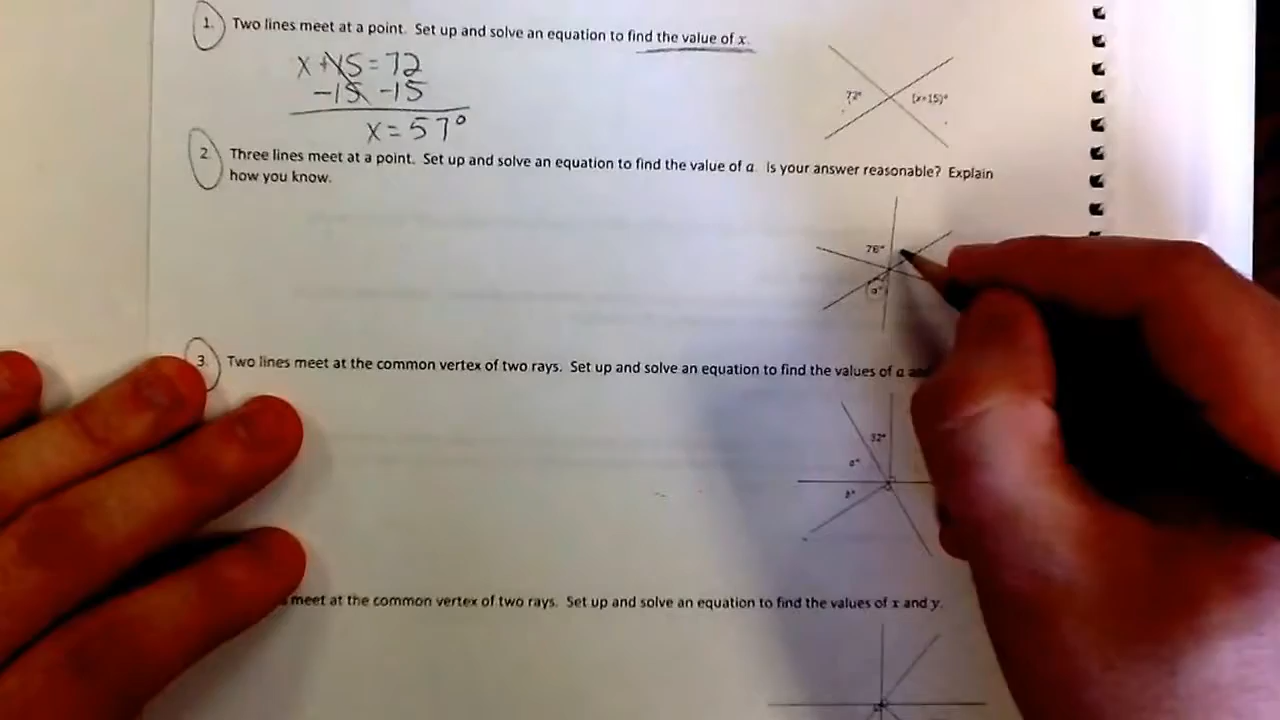 1. Two lines meet at a point. Set up and solve an equation to find the value of x.
x + 15 = 72
-15 -15
x = 57°
72° (x+15)°
2. Three lines meet at a point. Set up and solve an equation to find the value of a. Is your answer reasonable? Explain
how you know.
78°
a°
3. Two lines meet at the common vertex of two rays. Set up and solve an equation to find the values of a
32°
a°
b°
meet at the common vertex of two rays. Set up and solve an equation to find the values of x and y.